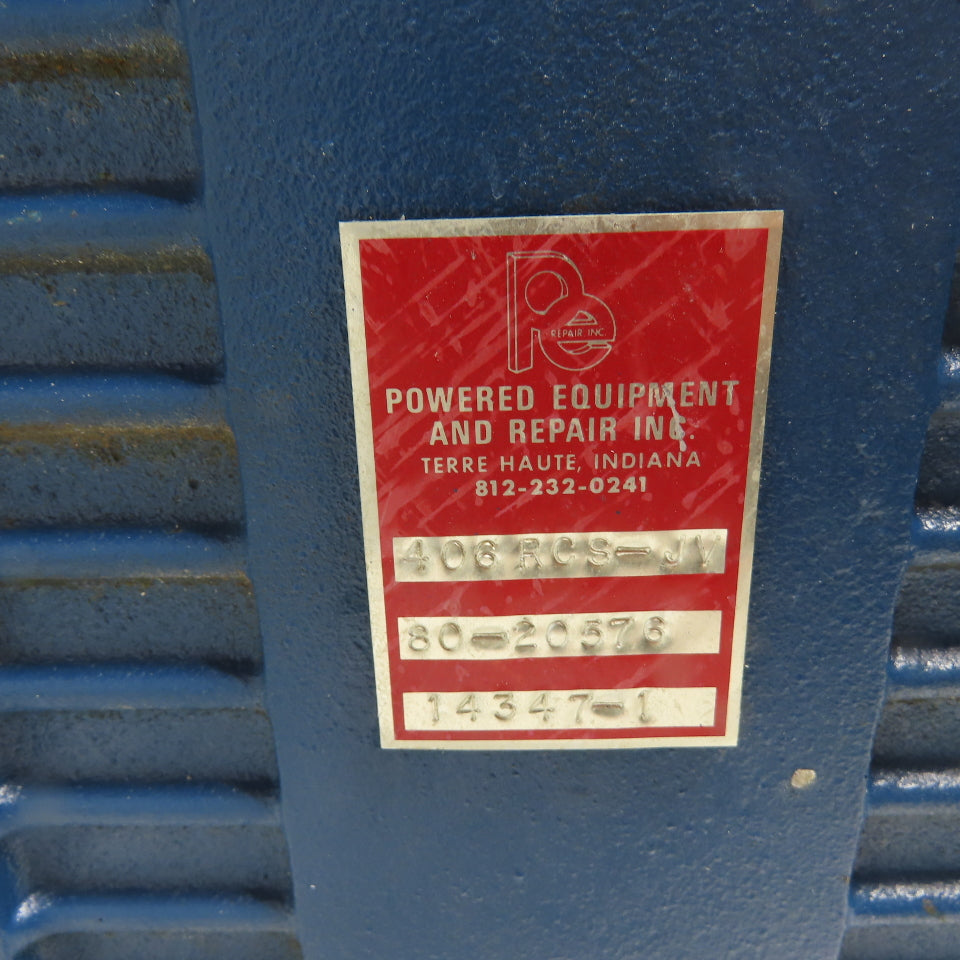 Pe
REPAIR INC.
POWERED EQUIPMENT
AND REPAIR INC.
TERRE HAUTE, INDIANA
812-232-0241
406 RCS-JV
80-20576
14347-1